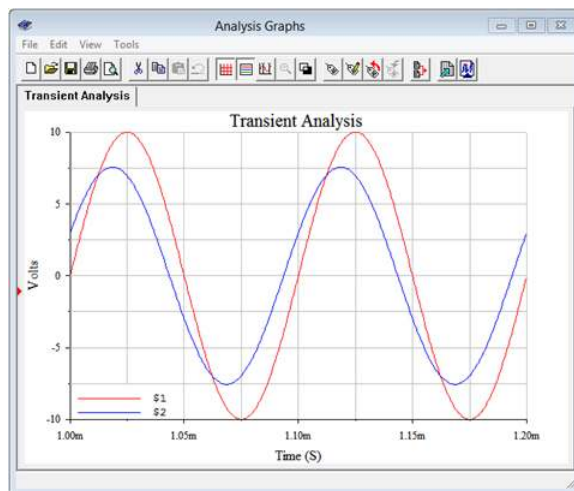 Analysis Graphs
File Edit View Tools
Transient Analysis
Transient Analysis
10
5
0
-5
-10
Volts
$1
$2
1.00m 1.05m 1.10m 1.15m 1.20m
Time (S)